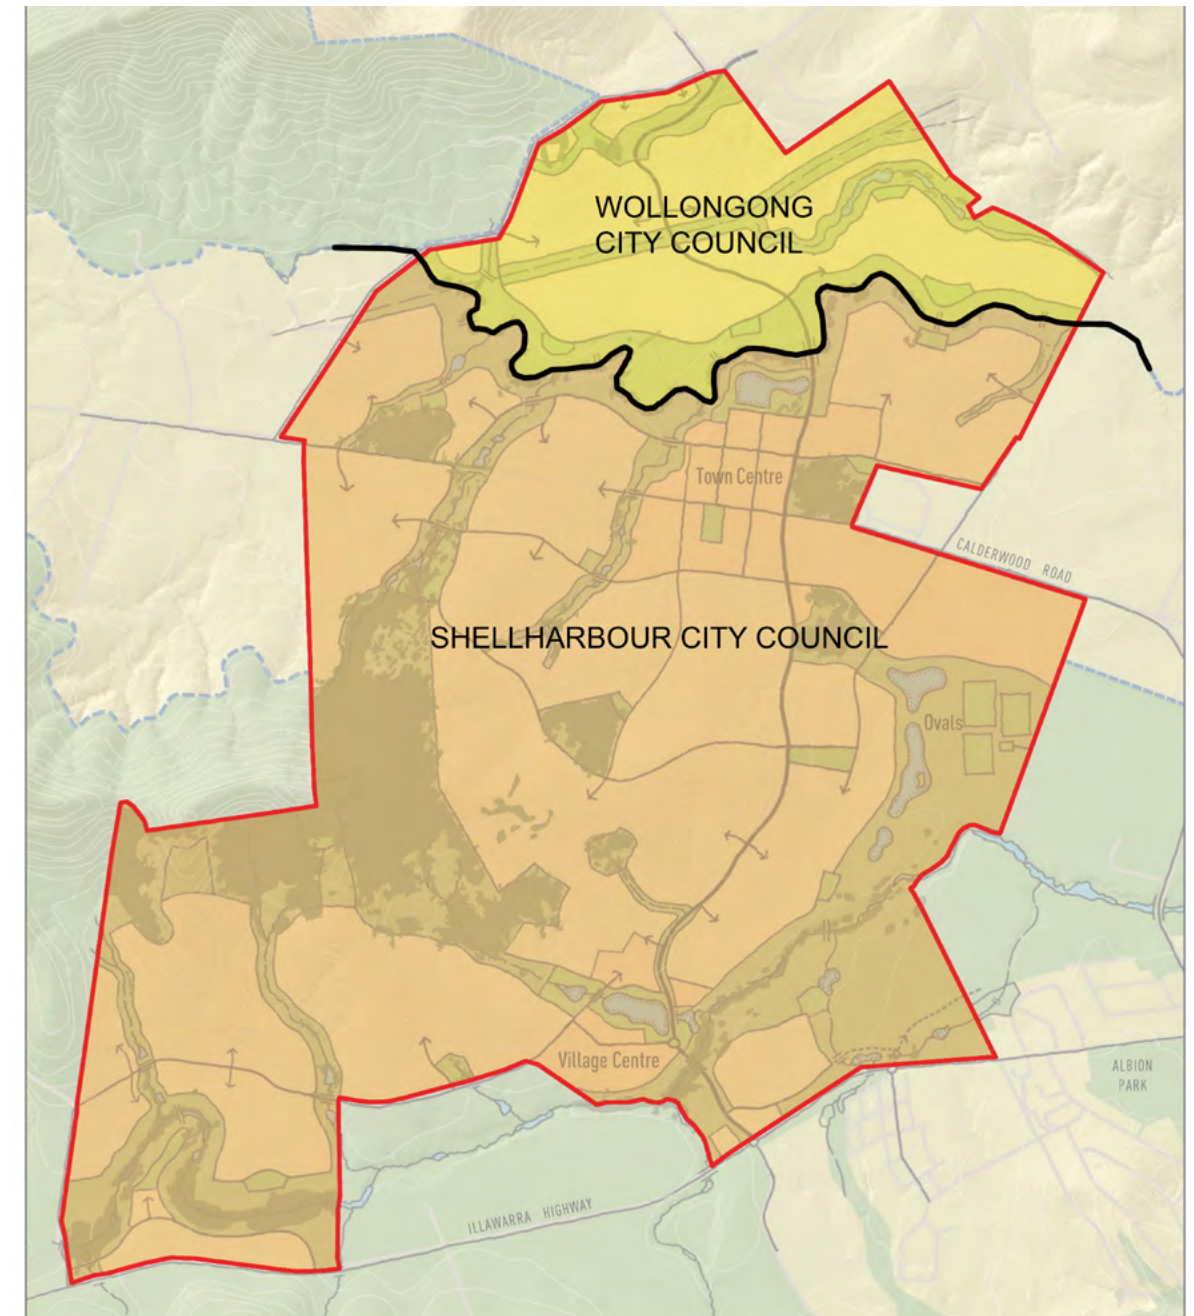 WOLLONGONG
CITY COUNCIL
Town Centre
CALDERWOOD ROAD
SHELLHARBOUR CITY COUNCIL
Ovals
Village Centre
ALBION
PARK
ILLAWARRA HIGHWAY